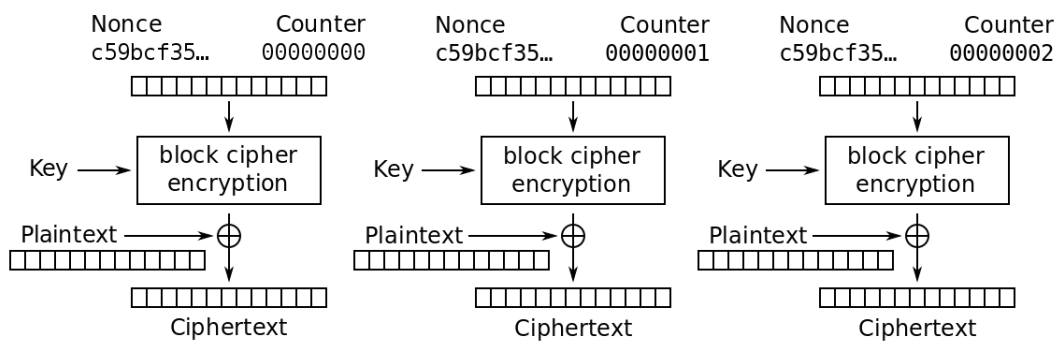 Nonce Counter Nonce Counter Nonce Counter
c59bcf35… 00000000 c59bcf35… 00000001 c59bcf35… 00000002
Key block cipher encryption Key block cipher encryption Key block cipher encryption
Plaintext Plaintext Plaintext
Ciphertext Ciphertext Ciphertext